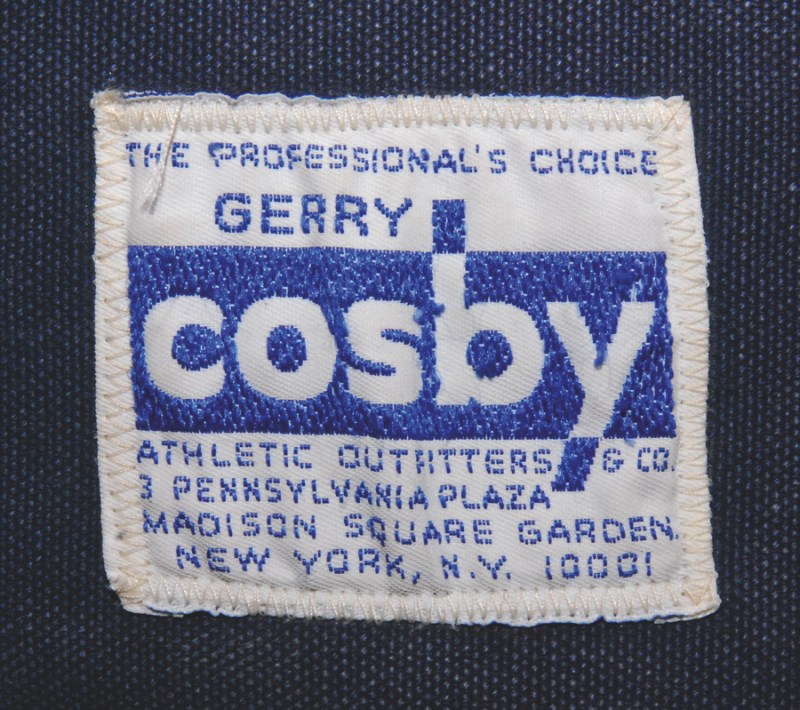 THE PROFESSIONAL'S CHOICE
GERRY
cosby
ATHLETIC OUTFITTERS & CO.
3 PENNSYLVANIA PLAZA
MADISON SQUARE GARDEN.
NEW YORK, N.Y. 10001